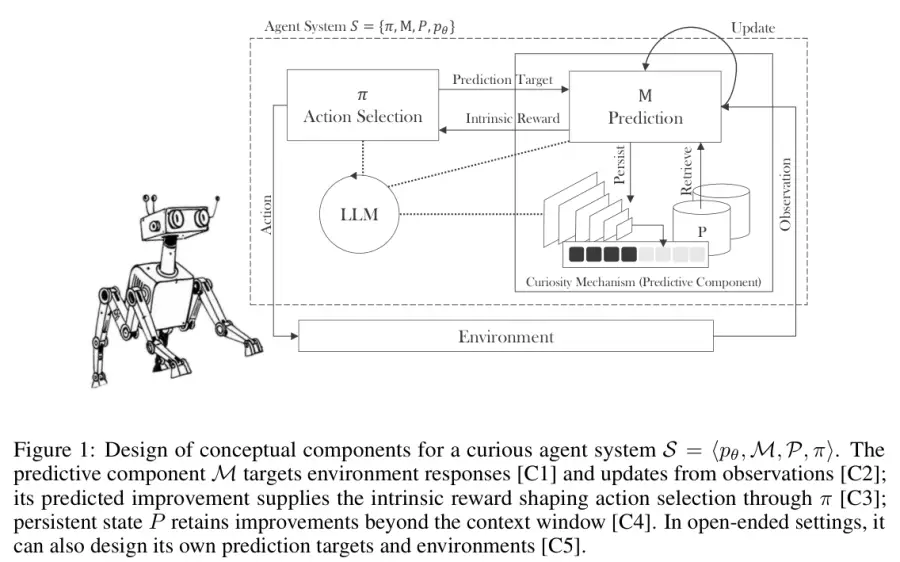 Agent System S = {π, M, P, pθ}
Update
π
Action Selection
Prediction Target
Intrinsic Reward
M
Prediction
Persist
Retrieve
Action
Observation
LLM
P
Curiosity Mechanism (Predictive Component)
Environment
Figure 1: Design of conceptual components for a curious agent system 𝒮 = ⟨pθ, ℳ, 𝒫, π⟩. The
predictive component ℳ targets environment responses [C1] and updates from observations [C2];
its predicted improvement supplies the intrinsic reward shaping action selection through π [C3];
persistent state P retains improvements beyond the context window [C4]. In open-ended settings, it
can also design its own prediction targets and environments [C5].